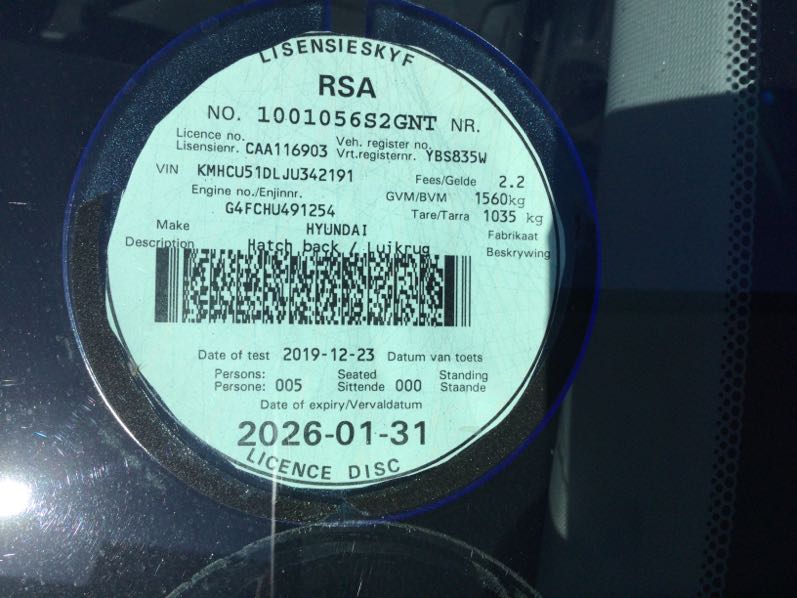 LISENSIESKYF
RSA
NO. 1001056S2GNT NR.
Licence no. Veh. register no.
Lisensienr. CAA116903 Vrt.registernr. YBS835W
VIN KMHCU51DLJU342191 Fees/Gelde 2.2
Engine no./Enjinnr. GVM/BVM 1560kg
G4FCHU491254 Tare/Tarra 1035 kg
Make HYUNDAI Fabrikaat
Description Hatch back / Luikrug Beskrywing
Date of test 2019-12-23 Datum van toets
Persons: Seated Standing
Persone: 005 Sittende 000 Staande
Date of expiry/Vervaldatum
2026-01-31
LICENCE DISC